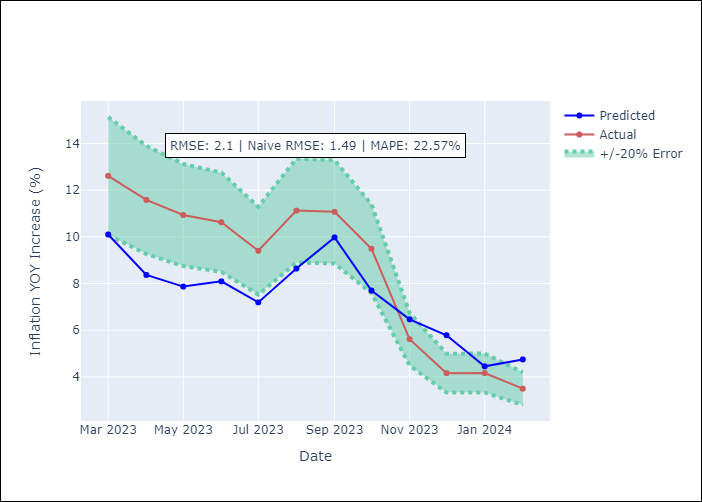 RMSE: 2.1 | Naive RMSE: 1.49 | MAPE: 22.57%
Predicted
Actual
+/-20% Error
Inflation YOY Increase (%)
14
12
10
8
6
4
Mar 2023
May 2023
Jul 2023
Sep 2023
Nov 2023
Jan 2024
Date